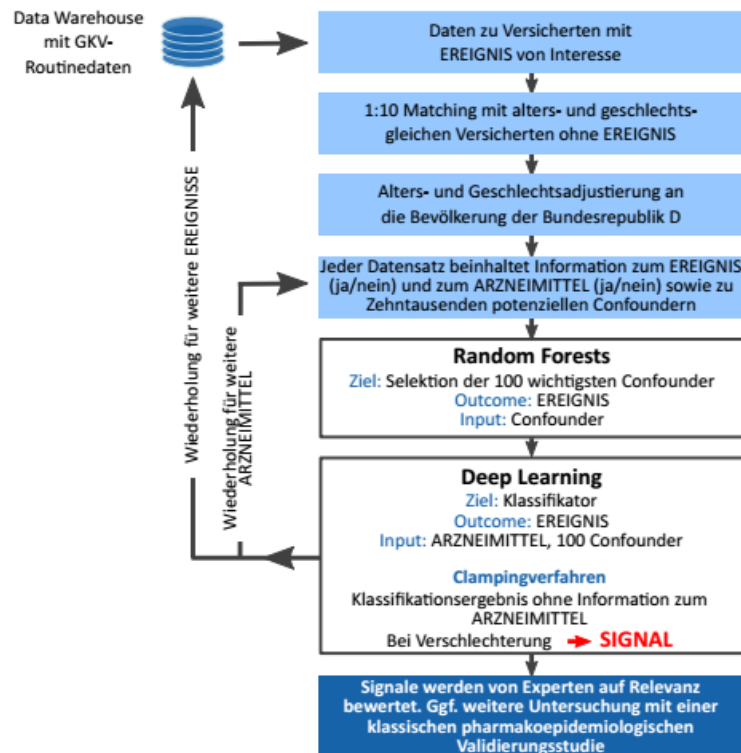 Data Warehouse
mit GKV-
Routinedaten
Daten zu Versicherten mit
EREIGNIS von Interesse
1:10 Matching mit alters- und geschlechts-
gleichen Versicherten ohne EREIGNIS
Alters- und Geschlechtsadjustierung an
die Bevölkerung der Bundesrepublik D
Jeder Datensatz beinhaltet Information zum EREIGNIS
(ja/nein) und zum ARZNEIMITTEL (ja/nein) sowie zu
Zehntausenden potenziellen Confoundern
Wiederholung für weitere EREIGNISSE
Wiederholung für weitere
ARZNEIMITTEL
Random Forests
Ziel: Selektion der 100 wichtigsten Confounder
Outcome: EREIGNIS
Input: Confounder
Deep Learning
Ziel: Klassifikator
Outcome: EREIGNIS
Input: ARZNEIMITTEL, 100 Confounder
Clampingverfahren
Klassifikationsergebnis ohne Information zum
ARZNEIMITTEL
Bei Verschlechterung → SIGNAL
Signale werden von Experten auf Relevanz
bewertet. Ggf. weitere Untersuchung mit einer
klassischen pharmakoepidemiologischen
Validierungsstudie